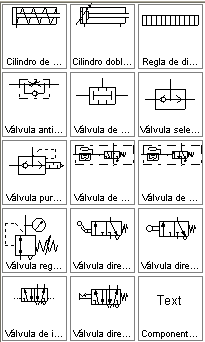 Cilindro de ...
Cilindro dobl...
Regla de di...
Válvula anti...
Válvula de ...
Válvula sele...
Válvula pur...
Válvula de ...
Válvula de ...
Válvula reg...
Válvula dire...
Válvula dire...
Text
Válvula de i...
Válvula dire...
Component...